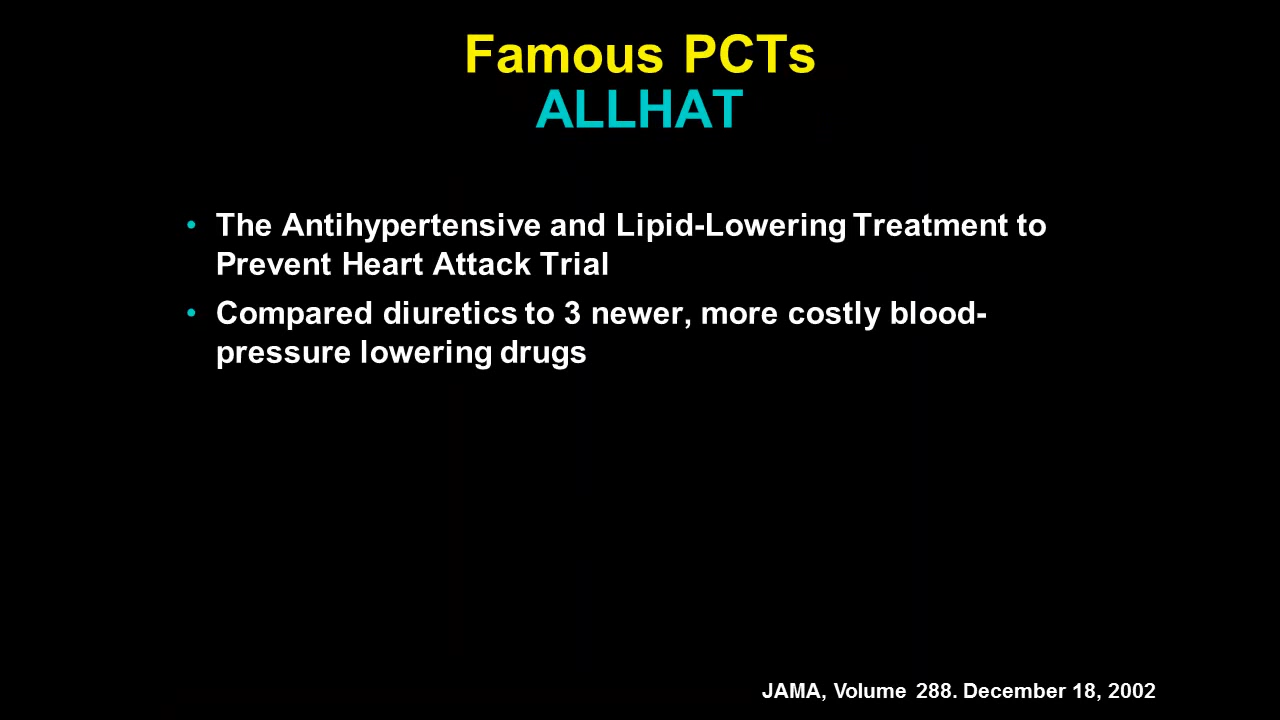 Famous PCTs
ALLHAT
• The Antihypertensive and Lipid-Lowering Treatment to
Prevent Heart Attack Trial
• Compared diuretics to 3 newer, more costly blood-
pressure lowering drugs
JAMA, Volume 288. December 18, 2002